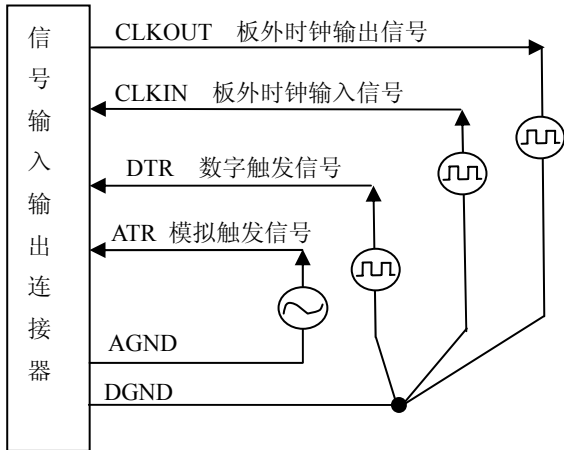 信号输入输出连接器
CLKOUT 板外时钟输出信号
CLKIN 板外时钟输入信号
DTR 数字触发信号
ATR 模拟触发信号
AGND
DGND